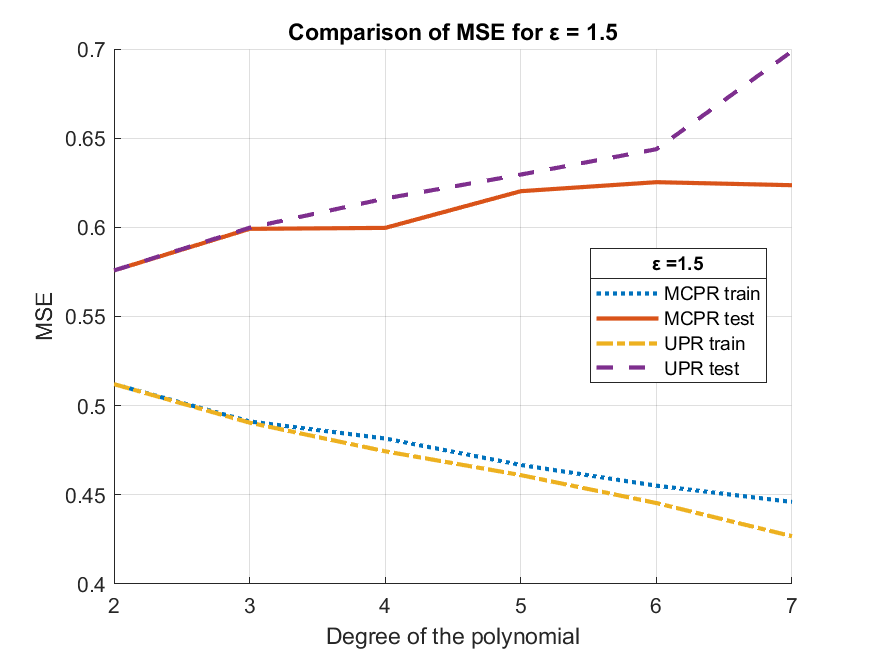 Comparison of MSE for ε = 1.5
0.7
0.65
0.6
0.55
0.5
0.45
0.4
MSE
ε =1.5
MCPR train
MCPR test
UPR train
UPR test
2 3 4 5 6 7
Degree of the polynomial